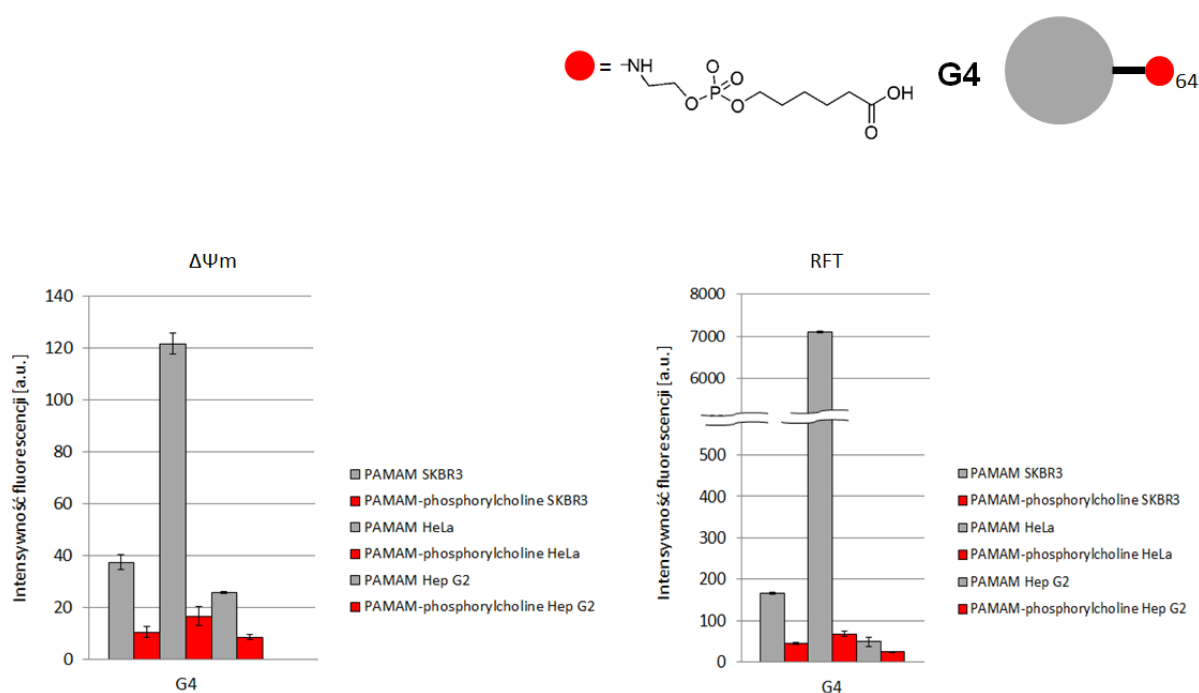 = NH O O P O O OH O G4 64
ΔΨm
Intensywność fluorescencji [a.u.]
140
120
100
80
60
40
20
0
G4
PAMAM SKBR3
PAMAM-phosphorylcholine SKBR3
PAMAM HeLa
PAMAM-phosphorylcholine HeLa
PAMAM Hep G2
PAMAM-phosphorylcholine Hep G2
RFT
Intensywność fluorescencji [a.u.]
8000
7000
6000
500
400
300
200
100
0
G4
PAMAM SKBR3
PAMAM-phosphorylcholine SKBR3
PAMAM HeLa
PAMAM-phosphorylcholine HeLa
PAMAM Hep G2
PAMAM-phosphorylcholine Hep G2